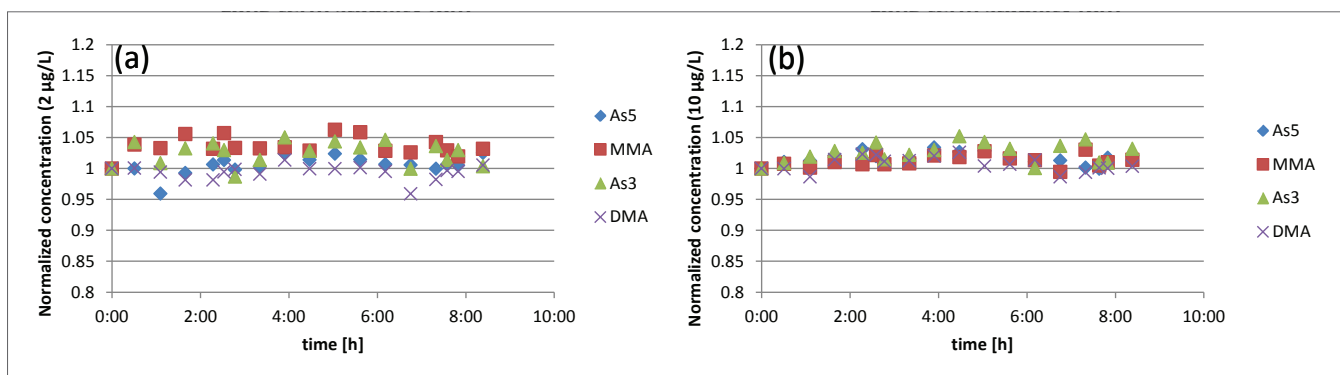 (a)
Normalized concentration (2 µg/L)
1.2
1.15
1.1
1.05
1
0.95
0.9
0.85
0.8
0:00 2:00 4:00 6:00 8:00 10:00
time [h]
As5
MMA
As3
DMA
(b)
Normalized concentration (10 µg/L)
1.2
1.15
1.1
1.05
1
0.95
0.9
0.85
0.8
0:00 2:00 4:00 6:00 8:00 10:00
time [h]
As5
MMA
As3
DMA